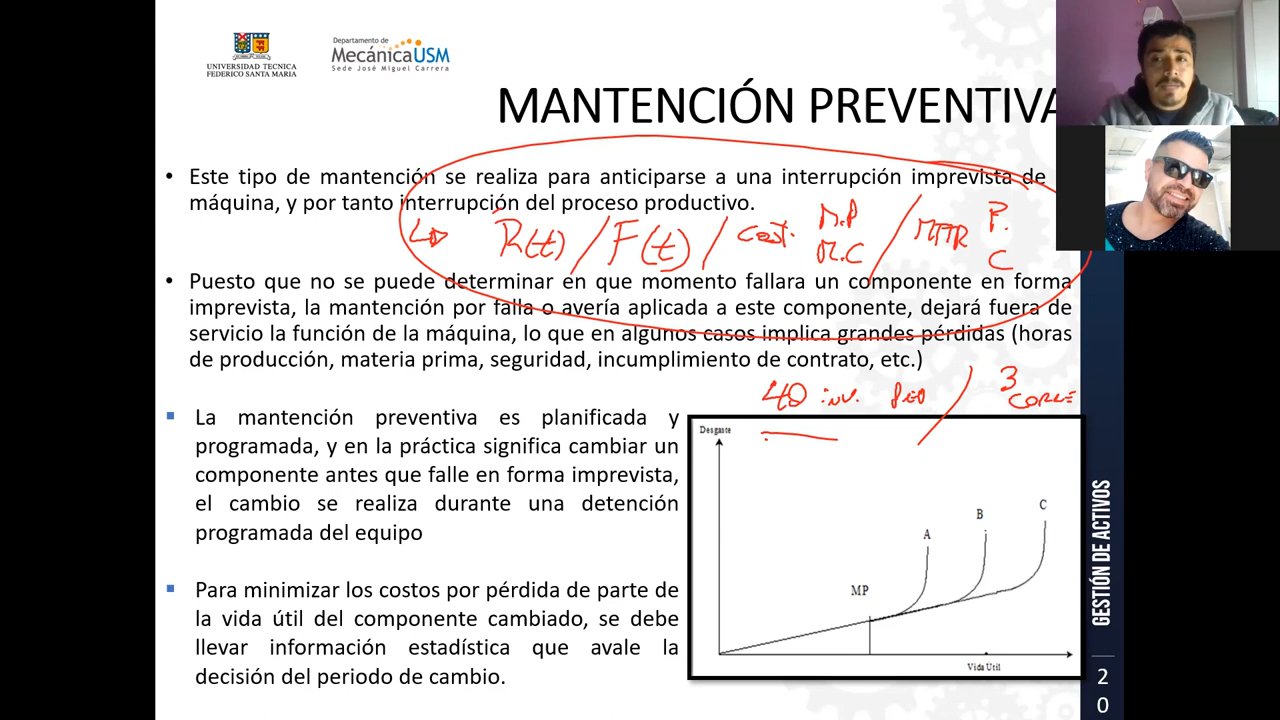 UNIVERSIDAD TECNICA
FEDERICO SANTA MARIA
Departamento de
MecánicaUSM
Sede José Miguel Carrera
MANTENCIÓN PREVENTIVA
• Este tipo de mantención se realiza para anticiparse a una interrupción imprevista de
máquina, y por tanto interrupción del proceso productivo.
R(t) / F(t) / cost. M.P / MTTR P.
M.C C
• Puesto que no se puede determinar en que momento fallara un componente en forma
imprevista, la mantención por falla o avería aplicada a este componente, dejará fuera de
servicio la función de la máquina, lo que en algunos casos implica grandes pérdidas (horas
de producción, materia prima, seguridad, incumplimiento de contrato, etc.)
40 inv. / 3
▪ La mantención preventiva es planificada y
programada, y en la práctica significa cambiar un
componente antes que falle en forma imprevista,
el cambio se realiza durante una detención
programada del equipo
▪ Para minimizar los costos por pérdida de parte de
la vida útil del componente cambiado, se debe
llevar información estadística que avale la
decisión del periodo de cambio.
Desgaste
A
B
C
MP
Vida Util
GESTIÓN DE ACTIVOS
2
0